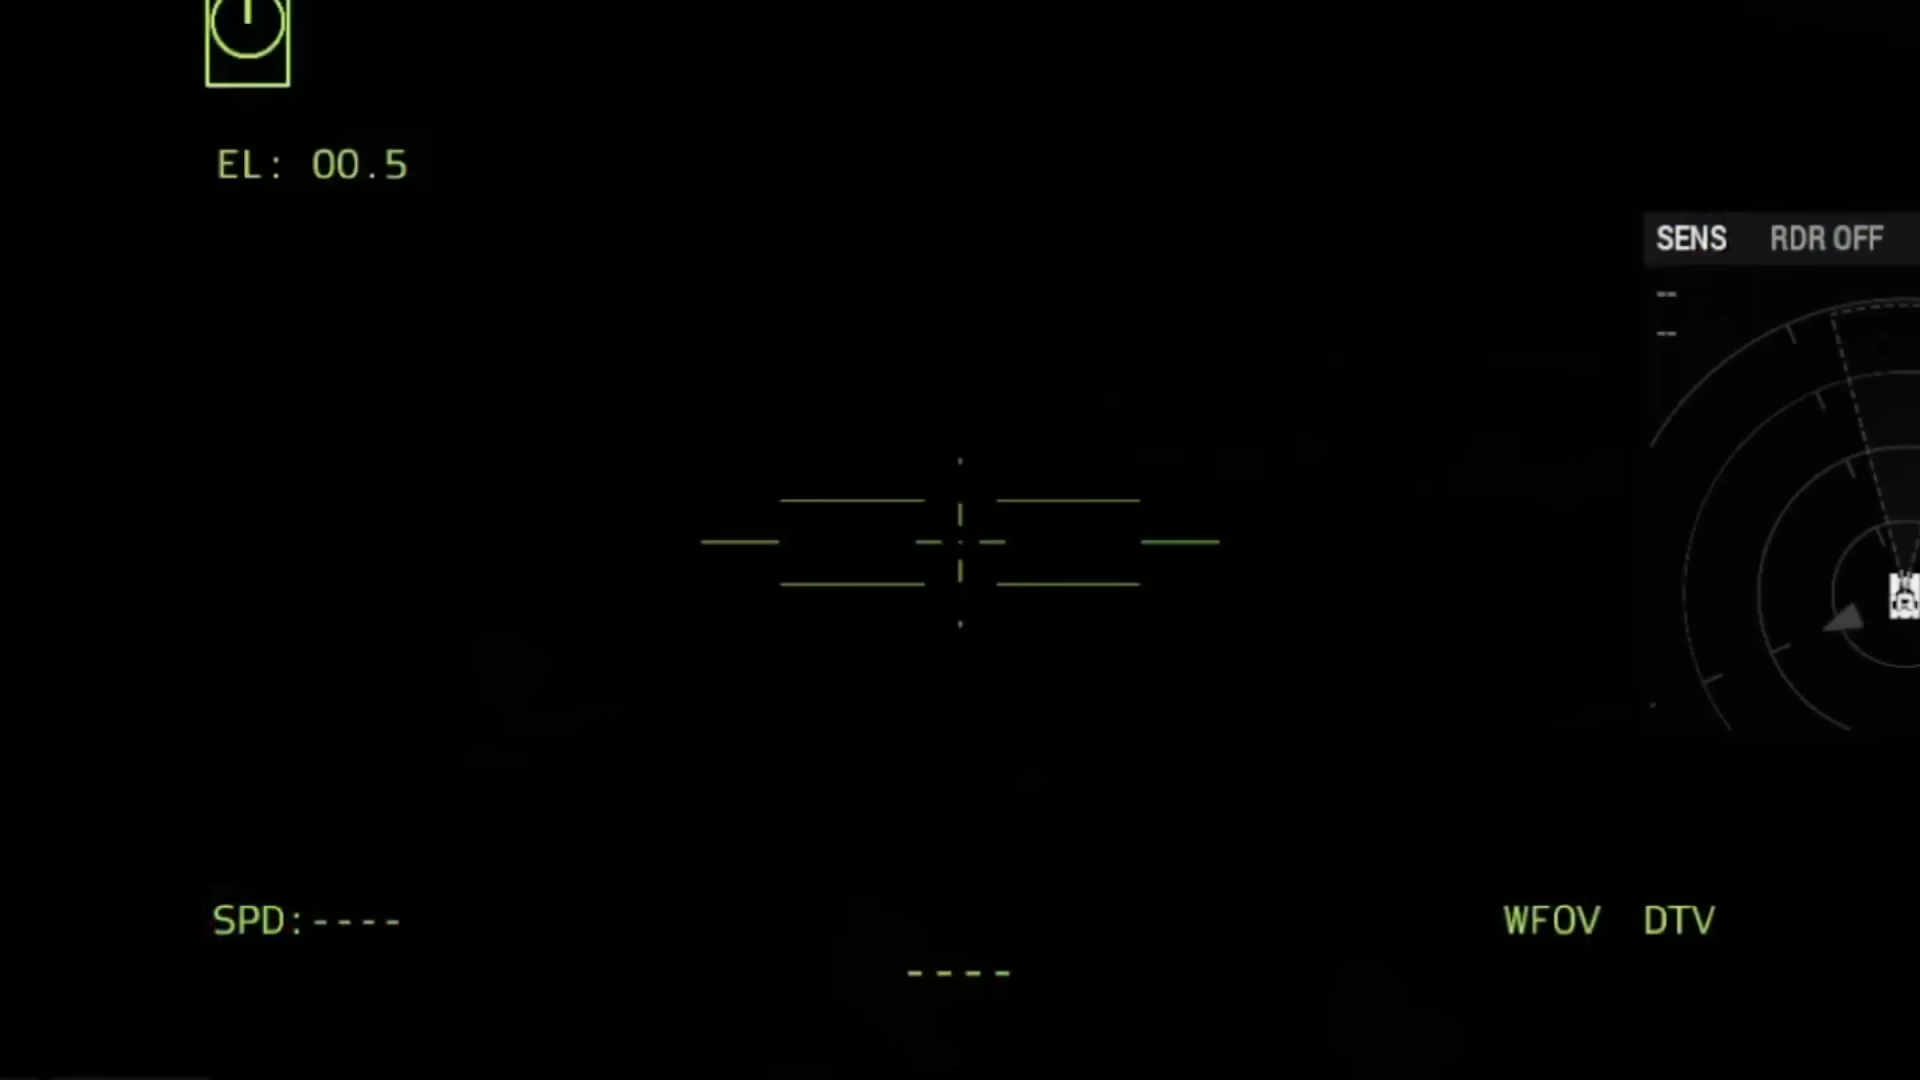 EL: 00.5
SENS RDR OFF
--
--
R
SPD:----
WFOV DTV
----